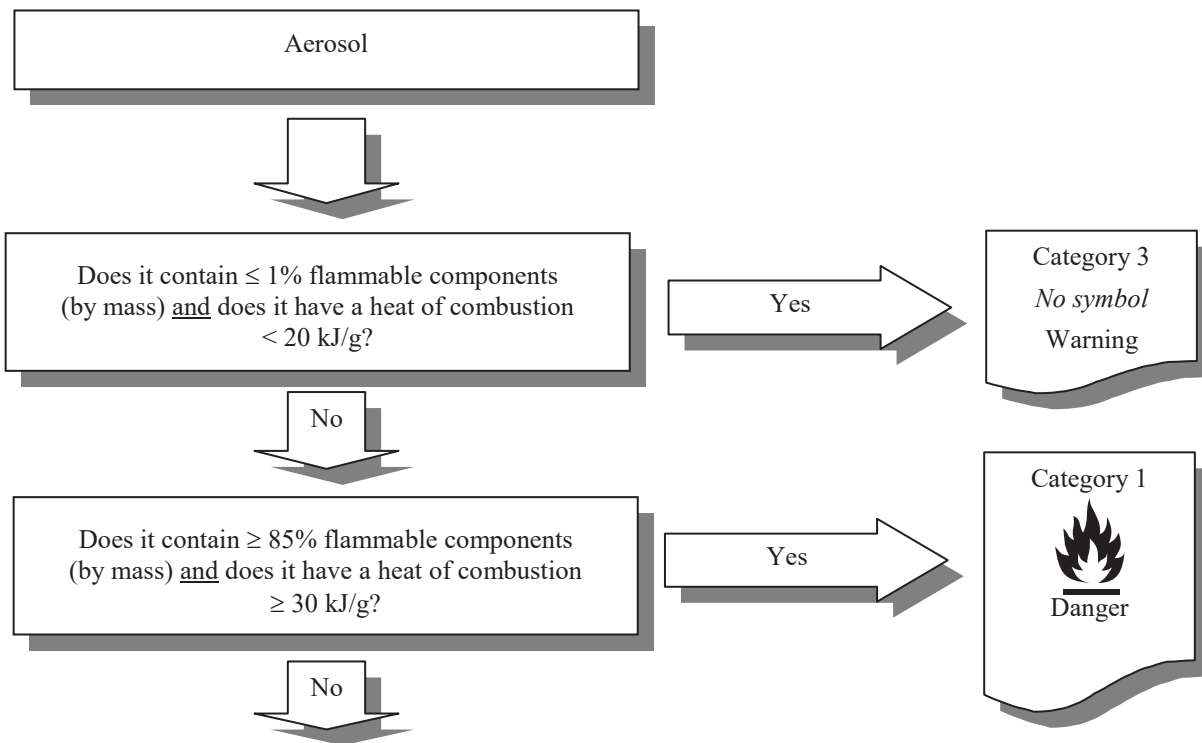 Aerosol
Does it contain ≤ 1% flammable components
(by mass) and does it have a heat of combustion
< 20 kJ/g?
Yes
Category 3
No symbol
Warning
No
Does it contain ≥ 85% flammable components
(by mass) and does it have a heat of combustion
≥ 30 kJ/g?
Yes
Category 1
Danger
No